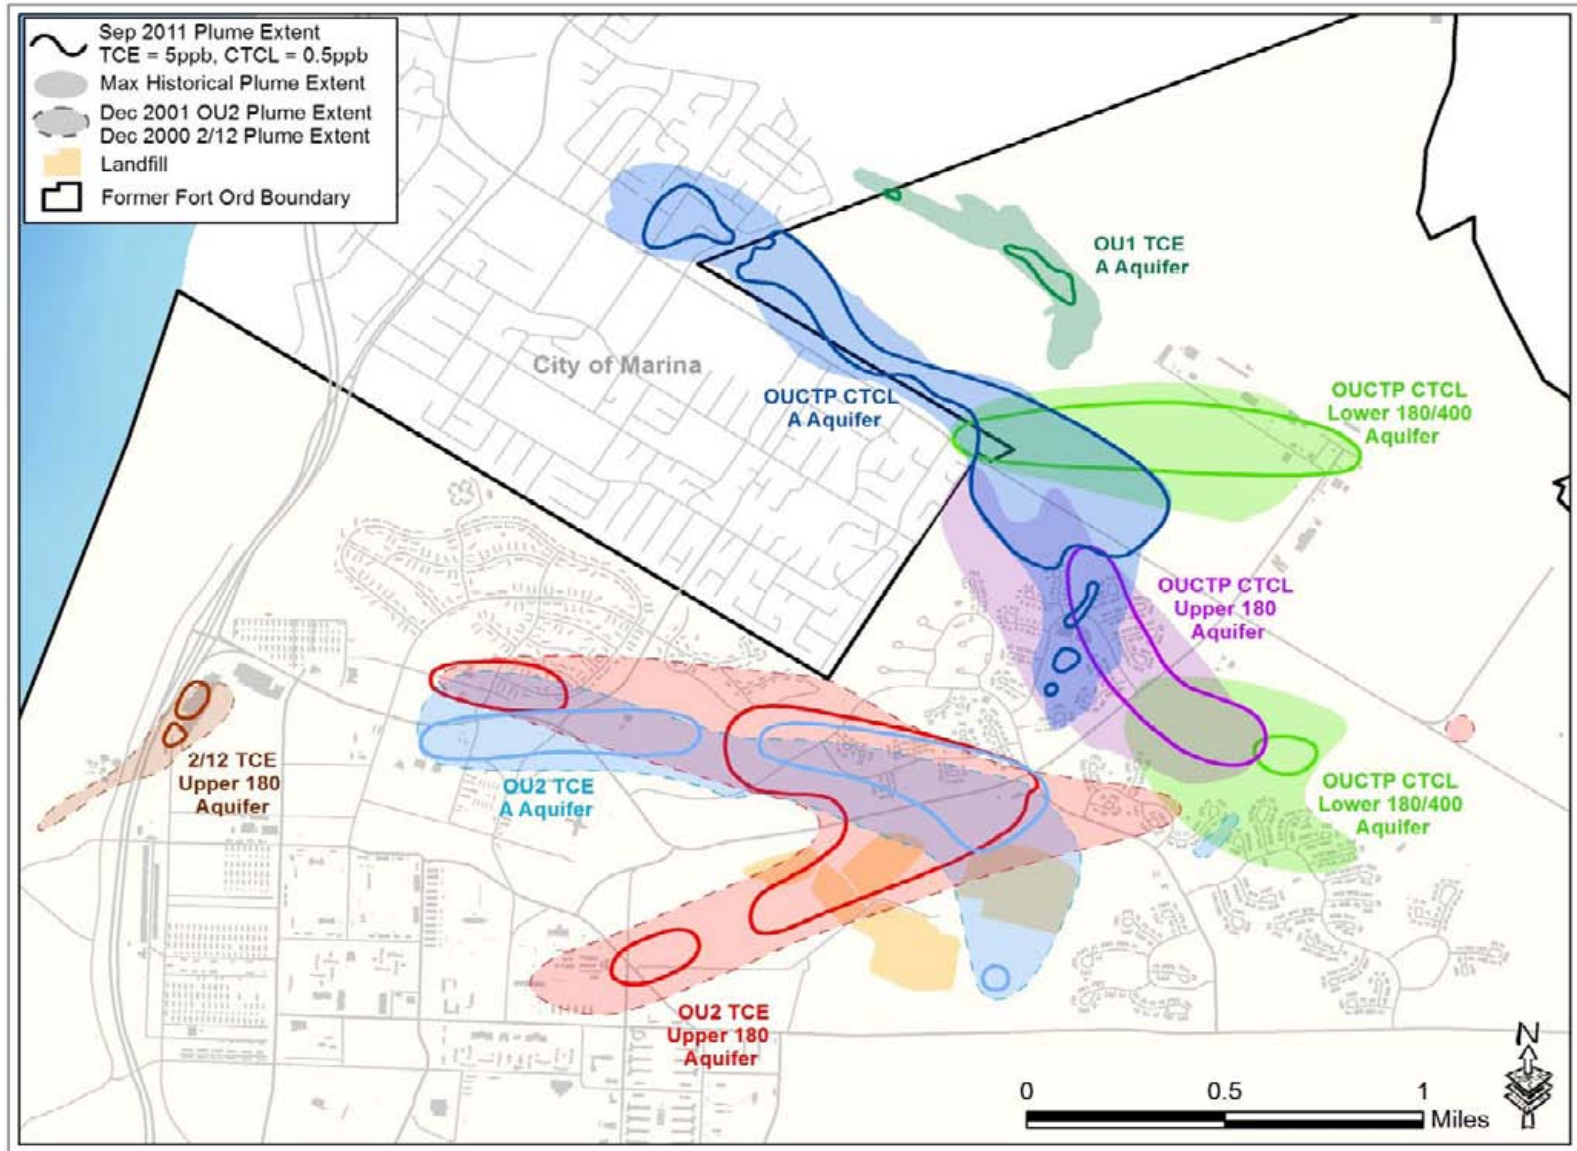 Sep 2011 Plume Extent
TCE = 5ppb, CTCL = 0.5ppb
Max Historical Plume Extent
Dec 2001 OU2 Plume Extent
Dec 2000 2/12 Plume Extent
Landfill
Former Fort Ord Boundary
OU1 TCE
A Aquifer
City of Marina
OUCTP CTCL
A Aquifer
OUCTP CTCL
Lower 180/400
Aquifer
OUCTP CTCL
Upper 180
Aquifer
2/12 TCE
Upper 180
Aquifer
OU2 TCE
A Aquifer
OUCTP CTCL
Lower 180/400
Aquifer
OU2 TCE
Upper 180
Aquifer
N
0 0.5 1
Miles